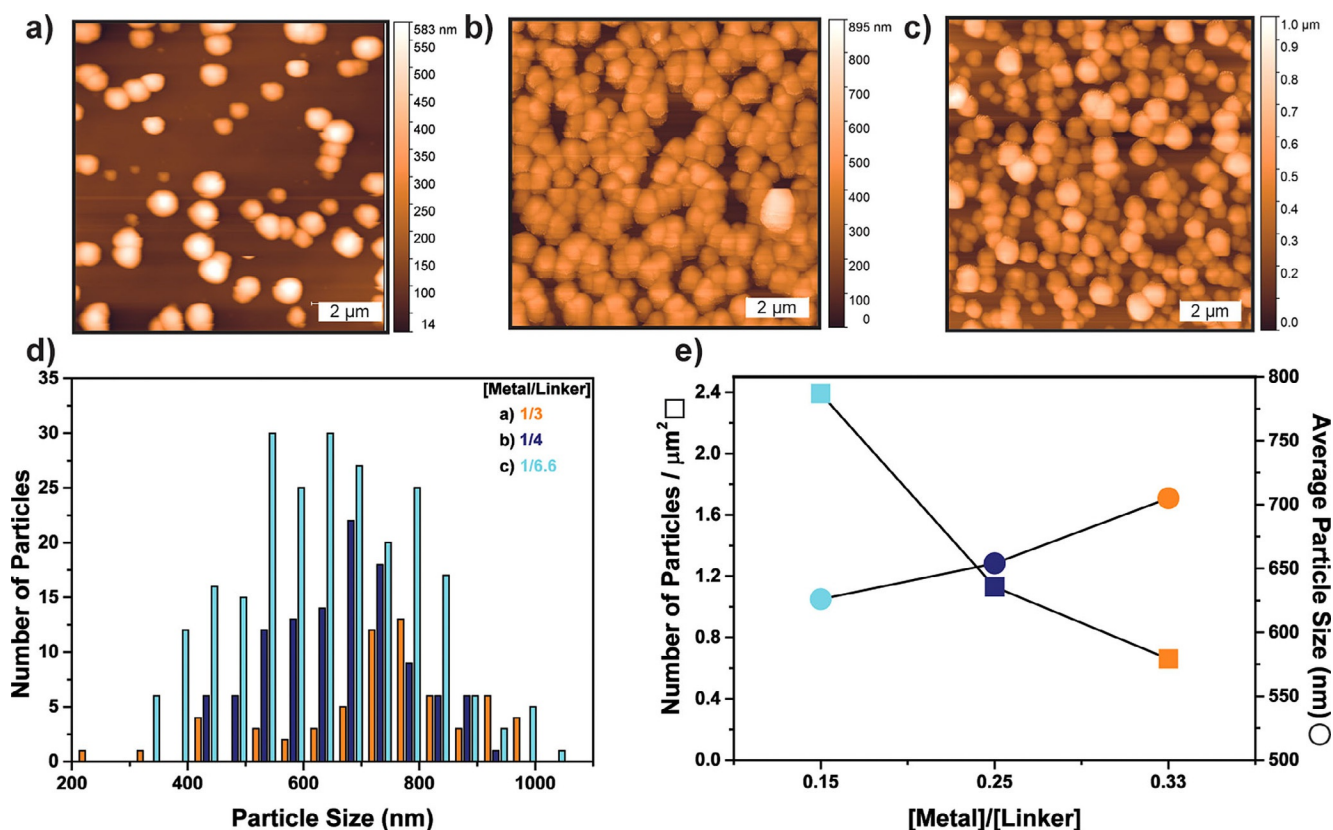 a)
583 nm
550
500
450
400
350
300
250
200
150
100
14
2 µm
b)
895 nm
800
700
600
500
400
300
200
100
0
2 µm
c)
1.0 µm
0.9
0.8
0.7
0.6
0.5
0.4
0.3
0.2
0.1
0.0
2 µm
d)
Number of Particles
35
30
25
20
15
10
5
0
[Metal/Linker]
a) 1/3
b) 1/4
c) 1/6.6
200
400
600
800
1000
Particle Size (nm)
e)
Number of Particles / µm²
2.4
2.0
1.6
1.2
0.8
0.4
0.0
800
750
700
650
600
550
500
Average Particle
Size (nm)
0.15
0.25
0.33
[Metal]/[Linker]